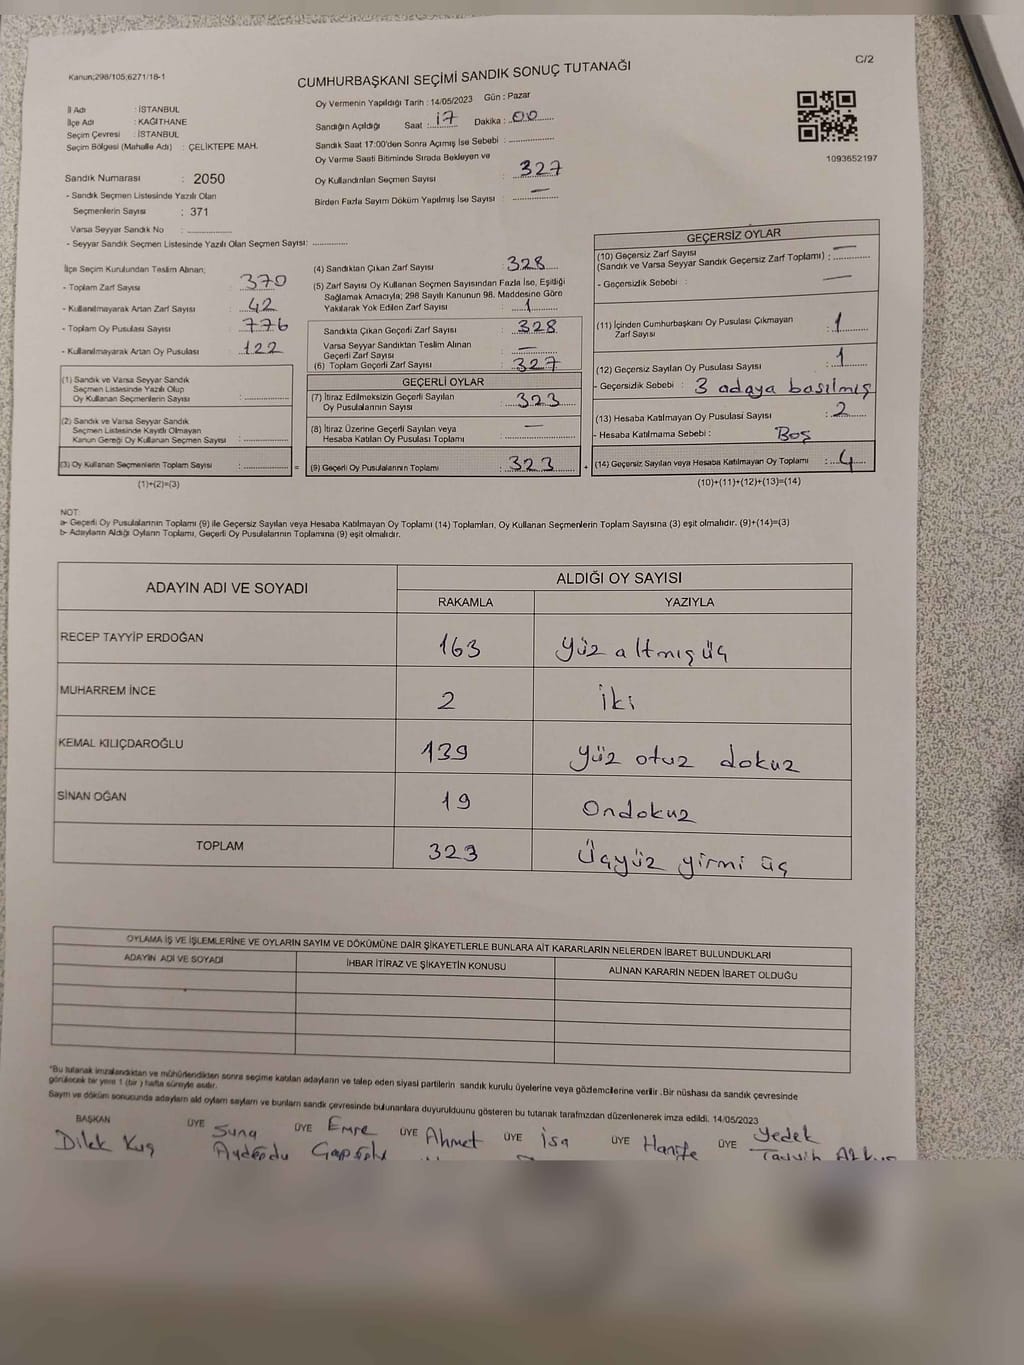 Kanun;298/105;6271/18-1
C/2
CUMHURBAŞKANI SEÇİMİ SANDIK SONUÇ TUTANAĞI
İl Adı : İSTANBUL
İlçe Adı : KAĞITHANE
Seçim Çevresi : İSTANBUL
Seçim Bölgesi (Mahalle Adı) : ÇELİKTEPE MAH.
Sandık Numarası : 2050
- Sandık Seçmen Listesinde Yazılı Olan
Seçmenlerin Sayısı : 371
Varsa Seyyar Sandık No :
- Seyyar Sandık Seçmen Listesinde Yazılı Olan Seçmen Sayısı:
Oy Vermenin Yapıldığı Tarih : 14/05/2023 Gün : Pazar
Sandığın Açıldığı Saat : 17 Dakika : 00
Sandık Saat 17:00'den Sonra Açımış İse Sebebi :
Oy Verme Saati Bitiminde Sırada Bekleyen ve
Oy Kullandırılan Seçmen Sayısı : 327
Birden Fazla Sayım Döküm Yapılmış İse Sayısı : —
1093652197
İlçe Seçim Kurulundan Teslim Alınan;
- Toplam Zarf Sayısı : 370
- Kullanılmayarak Artan Zarf Sayısı : 42
- Toplam Oy Pusulası Sayısı : 776
- Kullanılmayarak Artan Oy Pusulası : 122
(1) Sandık ve Varsa Seyyar Sandık
Seçmen Listesinde Yazılı Olup
Oy Kullanan Seçmenlerin Sayısı :
(2) Sandık ve Varsa Seyyar Sandık
Seçmen Listesinde Kayıtlı Olmayan
Kanun Gereği Oy Kullanan Seçmen Sayısı :
(3) Oy Kullanan Seçmenlerin Toplam Sayısı : =
(1)+(2)=(3)
(4) Sandıktan Çıkan Zarf Sayısı : 328
(5) Zarf Sayısı Oy Kullanan Seçmen Sayısından Fazla İse, Eşitliği
Sağlamak Amacıyla; 298 Sayılı Kanunun 98. Maddesine Göre
Yakılarak Yok Edilen Zarf Sayısı : 1
Sandıkta Çıkan Geçerli Zarf Sayısı : 328
Varsa Seyyar Sandıktan Teslim Alınan
Geçerli Zarf Sayısı : —
(6) Toplam Geçerli Zarf Sayısı : 327
GEÇERLİ OYLAR
(7) İtiraz Edilmeksizin Geçerli Sayılan
Oy Pusulalarının Sayısı : 323
(8) İtiraz Üzerine Geçerli Sayılan veya
Hesaba Katılan Oy Pusulası Toplamı : —
(9) Geçerli Oy Pusulalarının Toplamı : 323 +
GEÇERSİZ OYLAR
(10) Geçersiz Zarf Sayısı
(Sandık ve Varsa Seyyar Sandık Geçersiz Zarf Toplamı) : —
- Geçersizlik Sebebi : —
(11) İçinden Cumhurbaşkanı Oy Pusulası Çıkmayan
Zarf Sayısı : 1
(12) Geçersiz Sayılan Oy Pusulası Sayısı : 1
- Geçersizlik Sebebi : 3 adaya basılmış
(13) Hesaba Katılmayan Oy Pusulası Sayısı : 2
- Hesaba Katılmama Sebebi : Boş
(14) Geçersiz Sayılan veya Hesaba Katılmayan Oy Toplamı : 4
(10)+(11)+(12)+(13)=(14)
NOT:
a- Geçerli Oy Pusulalarının Toplamı (9) ile Geçersiz Sayılan veya Hesaba Katılmayan Oy Toplamı (14) Toplamları, Oy Kullanan Seçmenlerin Toplam Sayısına (3) eşit olmalıdır. (9)+(14)=(3)
b- Adayların Aldığı Oyların Toplamı, Geçerli Oy Pusulalarının Toplamına (9) eşit olmalıdır.
ADAYIN ADI VE SOYADI ALDIĞI OY SAYISI
RAKAMLA YAZIYLA
RECEP TAYYİP ERDOĞAN 163 yüz altmış üç
MUHARREM İNCE 2 iki
KEMAL KILIÇDAROĞLU 139 yüz otuz dokuz
SİNAN OĞAN 19 Ondokuz
TOPLAM 323 Üçyüz yirmi üç
OYLAMA İŞ VE İŞLEMLERİNE VE OYLARIN SAYIM VE DÖKÜMÜNE DAİR ŞİKAYETLERLE BUNLARA AİT KARARLARIN NELERDEN İBARET BULUNDUKLARI
ADAYIN ADI VE SOYADI İHBAR İTİRAZ VE ŞİKAYETİN KONUSU ALINAN KARARIN NEDEN İBARET OLDUĞU
"Bu tutanak imzalandıktan ve mühürlendikten sonra seçime katılan adayların ve talep eden siyasi partilerin sandık kurulu üyelerine veya gözlemcilerine verilir .Bir nüshası da sandık çevresinde
görülecek bir yere 1 (bir ) hafta süreyle asılır.
Sayım ve döküm sonucunda adayların aldı oyların sayıların ve bunların sandık çevresinde bulunanlara duyurulduunu gösteren bu tutanak tarafımızdan düzenlenerek imza edildi. 14/05/2023
BAŞKAN ÜYE Suna ÜYE Emre ÜYE Ahmet ÜYE İsa ÜYE Hanife ÜYE Yedek
Dilek Kuş